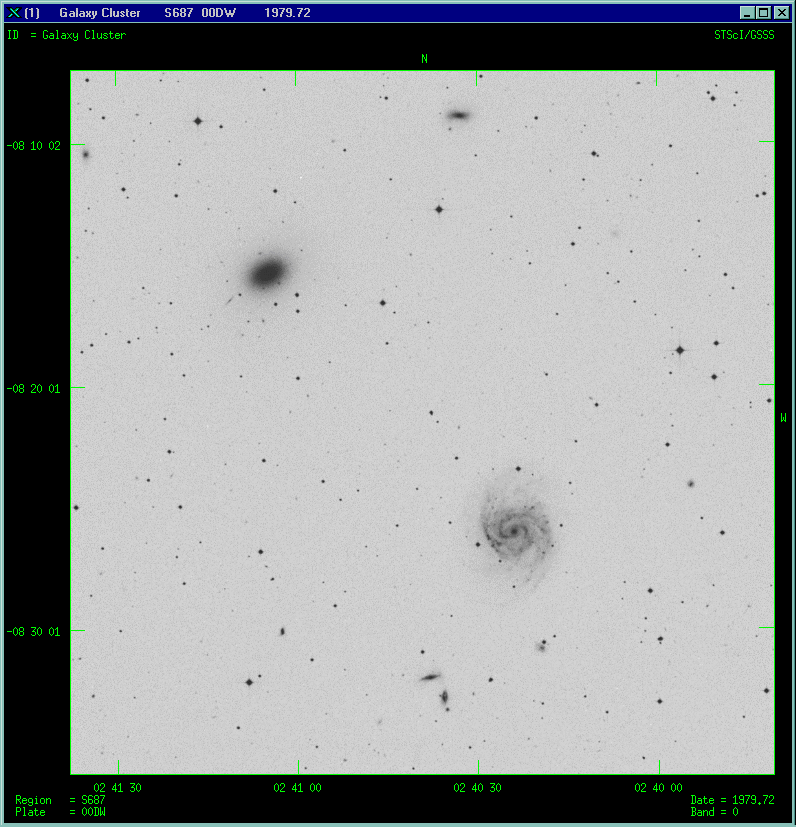 (1) Galaxy Cluster S687 00DW 1979.72
ID = Galaxy Cluster STScI/GSSS
N
-08 10 02
-08 20 01
W
-08 30 01
02 41 30 02 41 00 02 40 30 02 40 00
Region = S687 Date = 1979.72
Plate = 00DW Band = 0